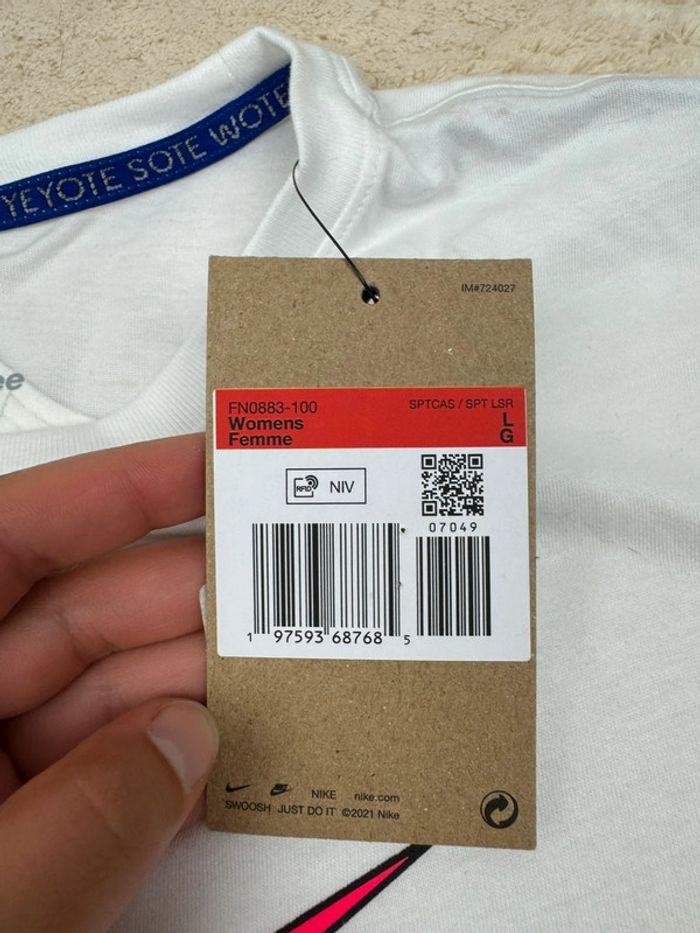 YEYOTE SOTE WOTE
ee
IM#724027
FN0883-100
SPTCAS / SPT LSR
Womens
L
Femme
G
RFID
NIV
07049
1 97593 68768 5
NIKE nike.com
SWOOSH JUST DO IT ©2021 Nike